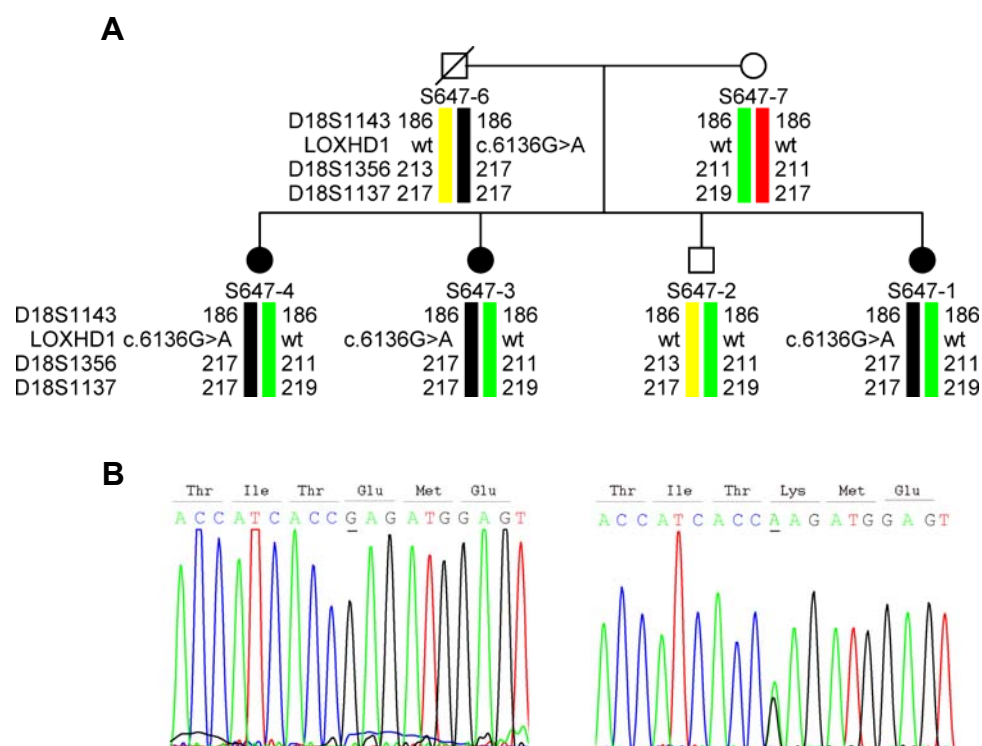 A
S647-6 S647-7
D18S1143 186 186 186 186
LOXHD1 wt c.6136G>A wt wt
D18S1356 213 217 211 211
D18S1137 217 217 219 217
S647-4 S647-3 S647-2 S647-1
D18S1143 186 186 186 186 186 186 186 186
LOXHD1 c.6136G>A wt c.6136G>A wt wt wt c.6136G>A wt
D18S1356 217 211 217 211 213 211 217 211
D18S1137 217 219 217 219 217 219 217 219
B
Thr Ile Thr Glu Met Glu Thr Ile Thr Lys Met Glu
A C C A T C A C C G A G A T G G A G T A C C A T C A C C A A G A T G G A G T